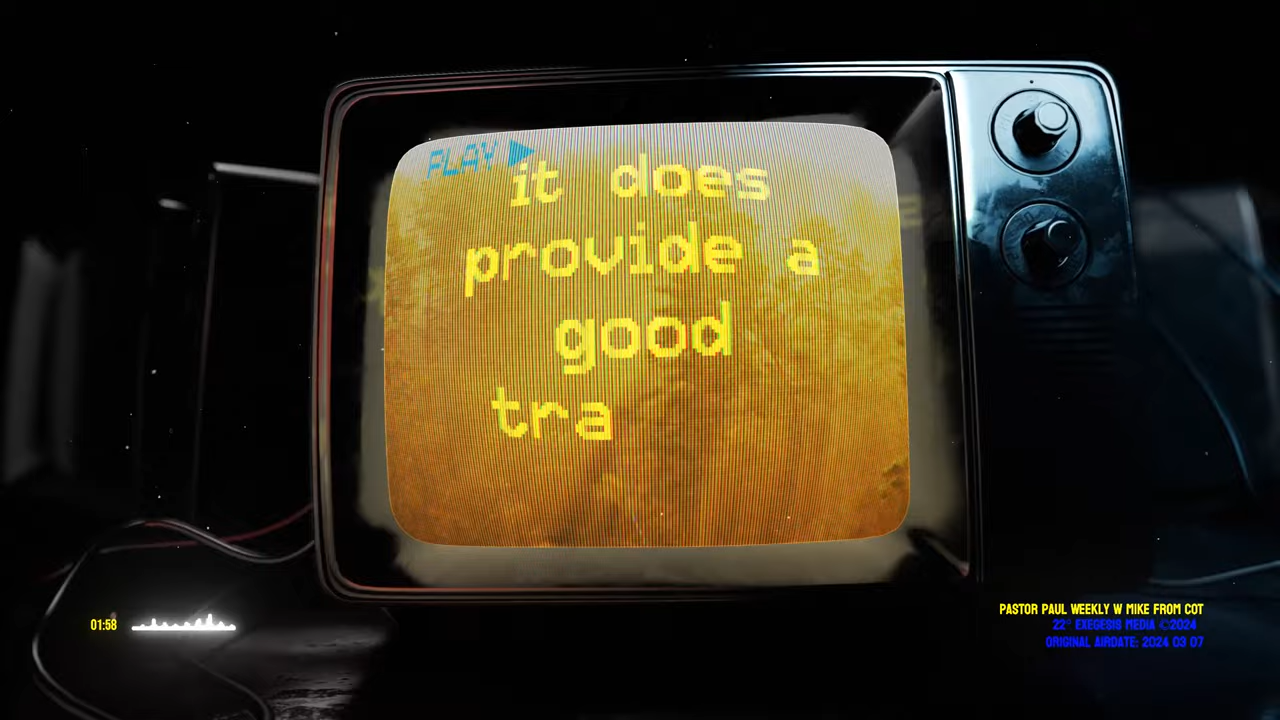 PLAY
it does
provide a
good
tra
01:58
PASTOR PAUL WEEKLY W MIKE FROM COT
22° EXEGESIS MEDIA ©2024
ORIGINAL AIRDATE: 2024 03 07